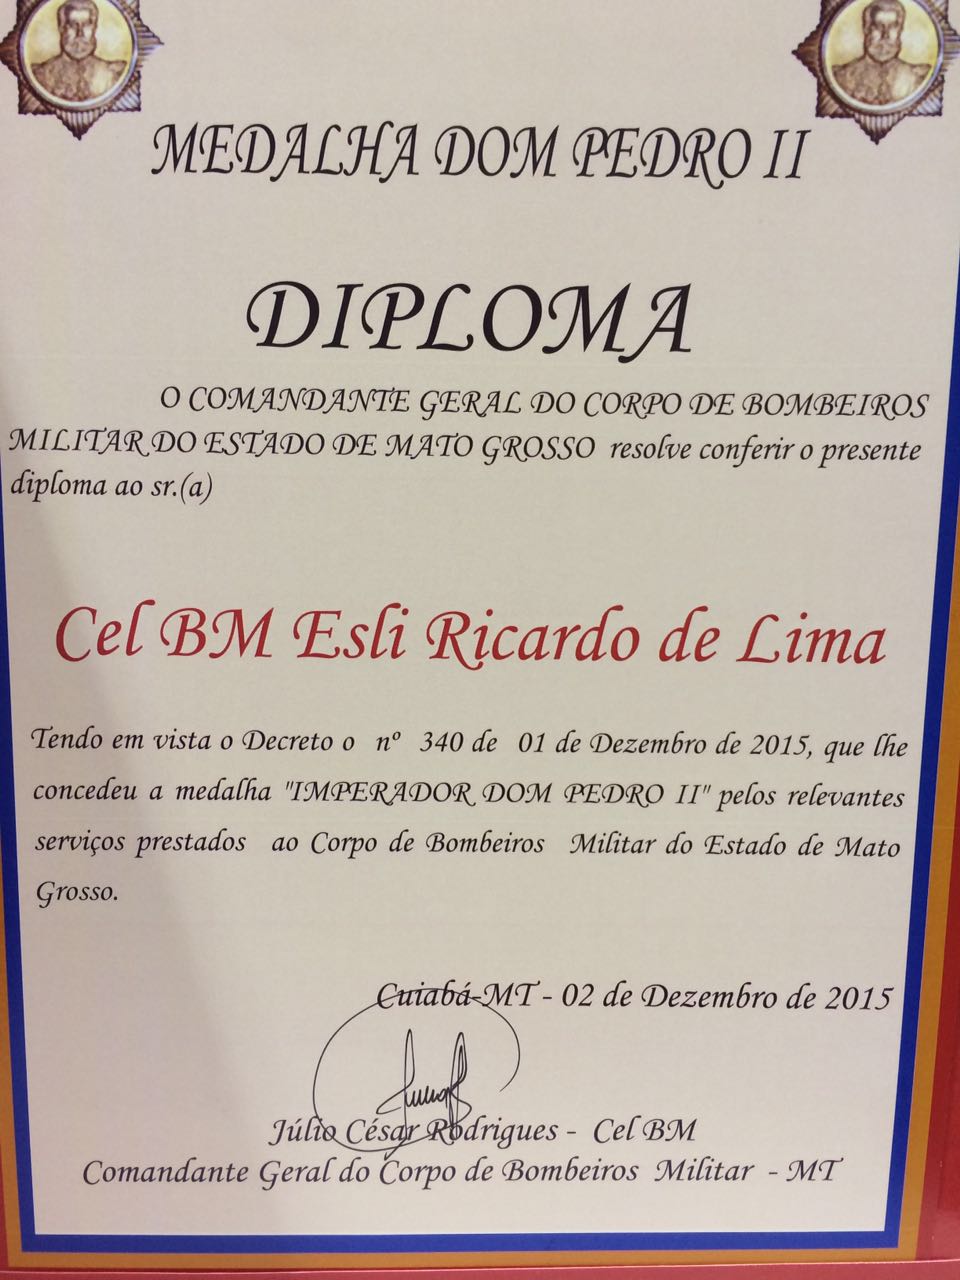 MEDALHA DOM PEDRO II
DIPLOMA
O COMANDANTE GERAL DO CORPO DE BOMBEIROS
MILITAR DO ESTADO DE MATO GROSSO resolve conferir o presente
diploma ao sr.(a)
Cel BM Esli Ricardo de Lima
Tendo em vista o Decreto o nº 340 de 01 de Dezembro de 2015, que lhe
concedeu a medalha "IMPERADOR DOM PEDRO II" pelos relevantes
serviços prestados ao Corpo de Bombeiros Militar do Estado de Mato
Grosso.
Cuiabá-MT - 02 de Dezembro de 2015
Júlio César Rodrigues - Cel BM
Comandante Geral do Corpo de Bombeiros Militar - MT